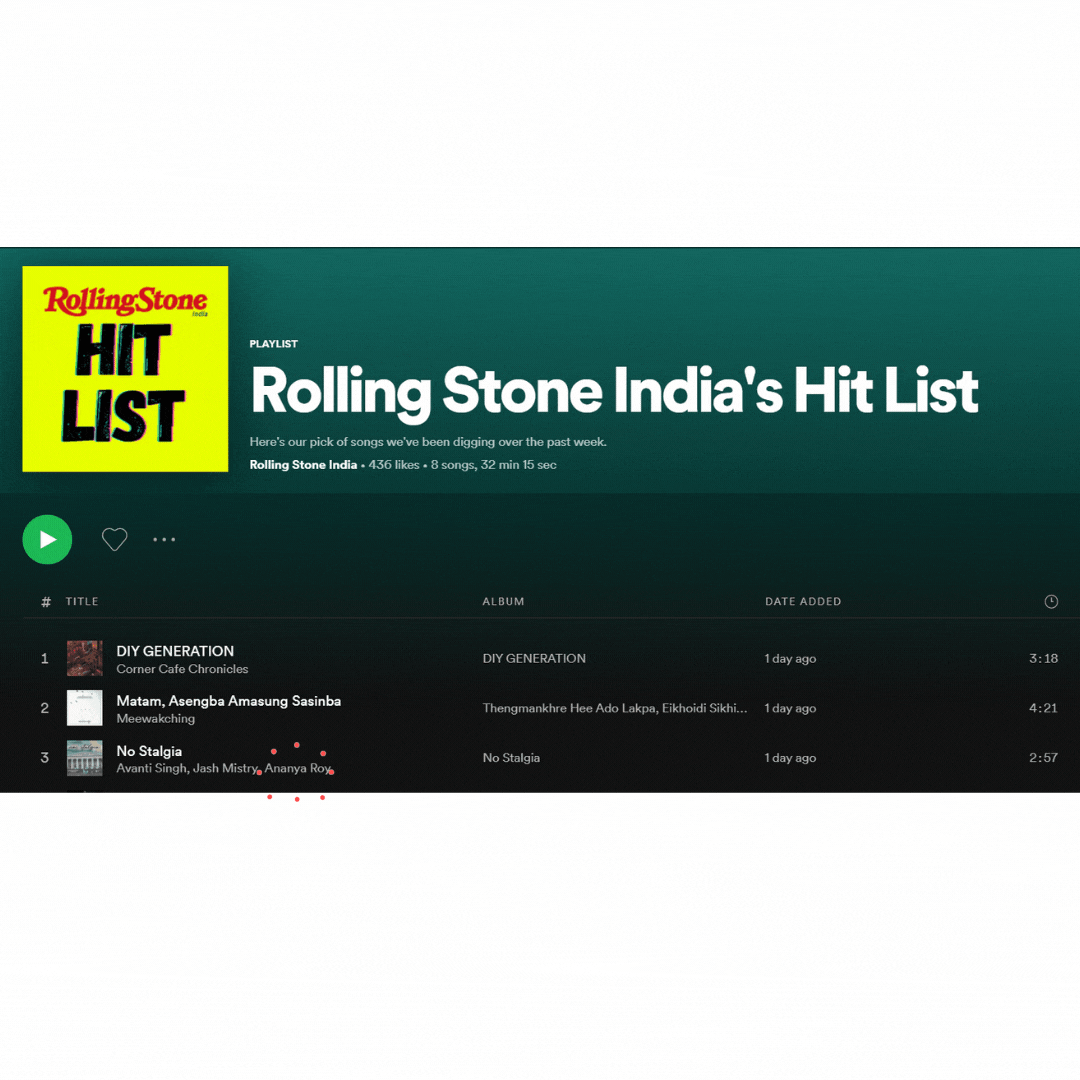 RollingStone
India
HIT
LIST
PLAYLIST
Rolling Stone India's Hit List
Here's our pick of songs we've been digging over the past week.
Rolling Stone India • 436 likes • 8 songs, 32 min 15 sec
# TITLE ALBUM DATE ADDED
1 DIY GENERATION DIY GENERATION 1 day ago 3:18
Corner Cafe Chronicles
2 Matam, Asengba Amasung Sasinba Thengmankhre Hee Ado Lakpa, Eikhoidi Sikhi... 1 day ago 4:21
Meewakching
3 No Stalgia No Stalgia 1 day ago 2:57
Avanti Singh, Jash Mistry, Ananya Roy